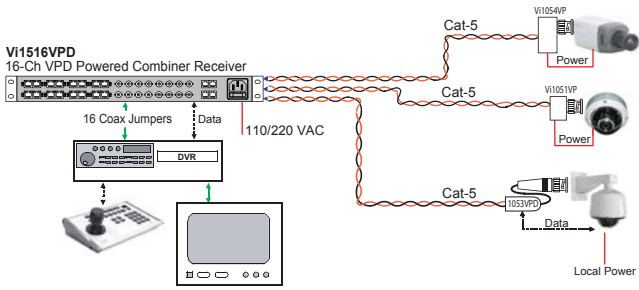 Vi1054VP
Cat-5
Power
Vi1516VPD
16-Ch VPD Powered Combiner Receiver
Cat-5
Vi1051VP
Power
16 Coax Jumpers
Data
110/220 VAC
DVR
Cat-5
1053VPD
Data
Local Power